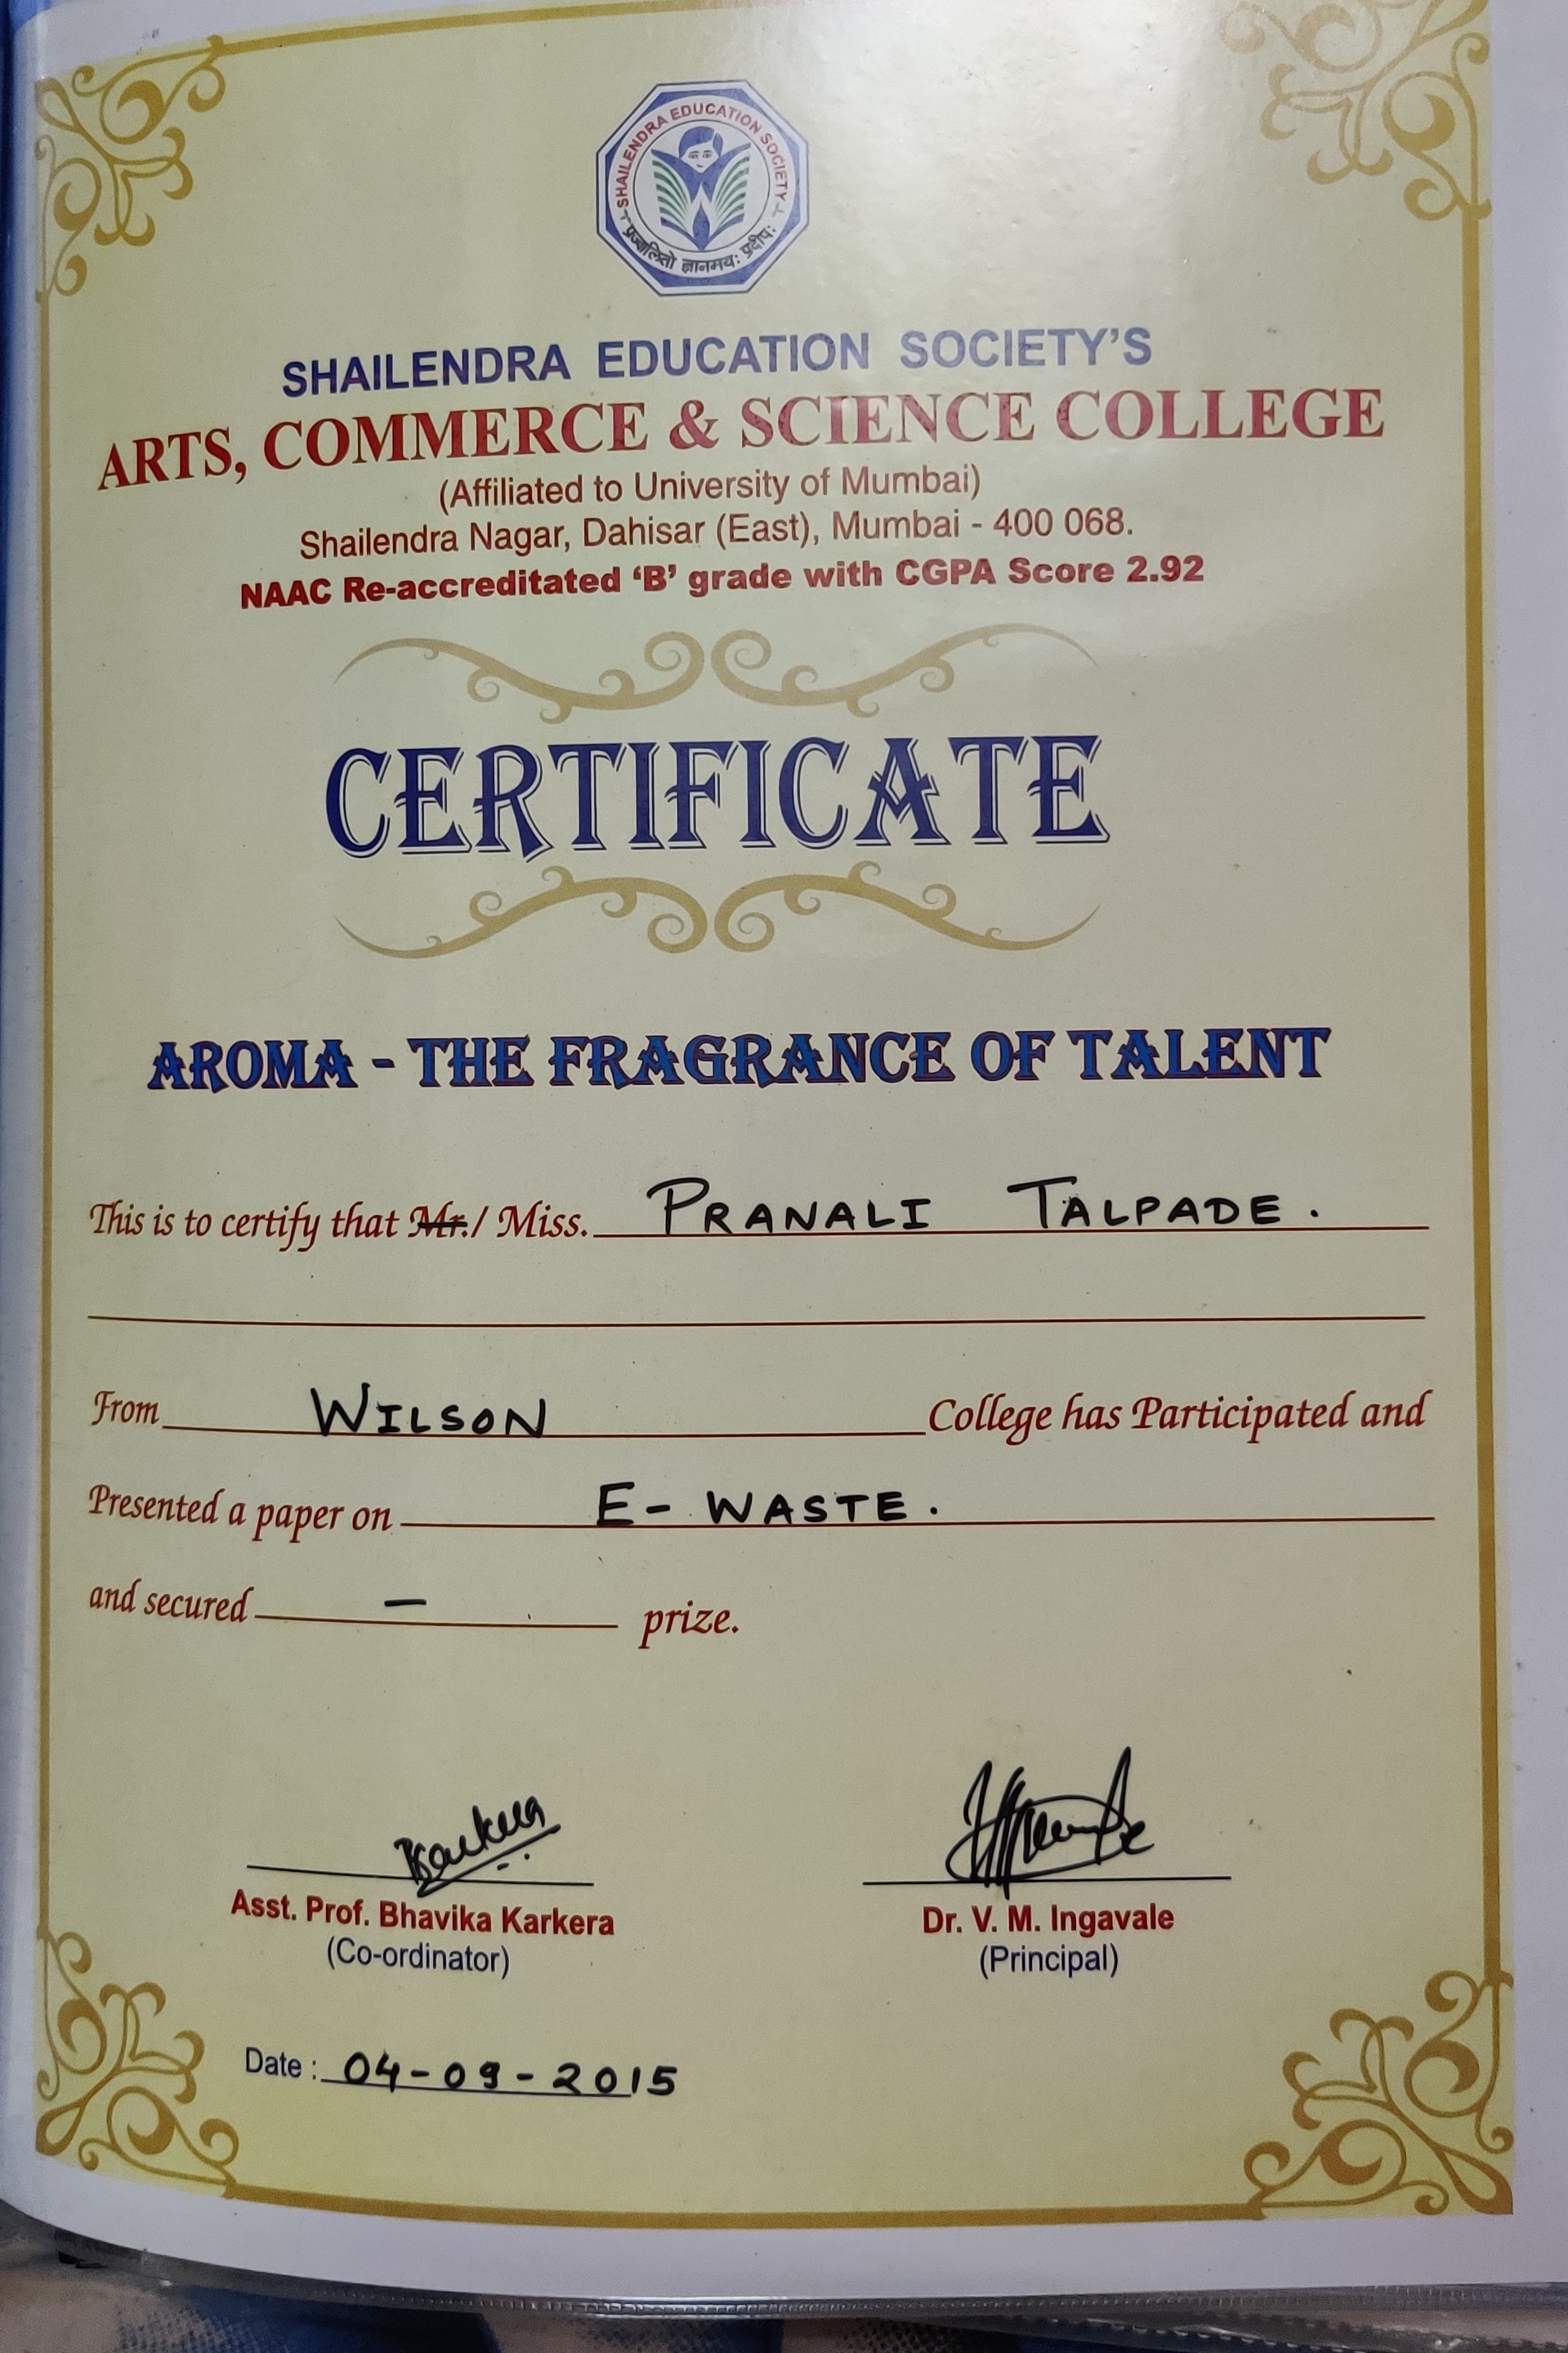 SHAILENDRA EDUCATION SOCIETY
प्रज्वालितो ज्ञानमयः प्रदीपः
SHAILENDRA EDUCATION SOCIETY'S
ARTS, COMMERCE & SCIENCE COLLEGE
(Affiliated to University of Mumbai)
Shailendra Nagar, Dahisar (East), Mumbai - 400 068.
NAAC Re-accreditated ‘B’ grade with CGPA Score 2.92
CERTIFICATE
AROMA - THE FRAGRANCE OF TALENT
This is to certify that Mr./ Miss. PRANALI TALPADE.
From WILSON College has Participated and
Presented a paper on E-WASTE.
and secured — prize.
Karkera
Asst. Prof. Bhavika Karkera Dr. V. M. Ingavale
(Co-ordinator) (Principal)
Date : 04-09-2015